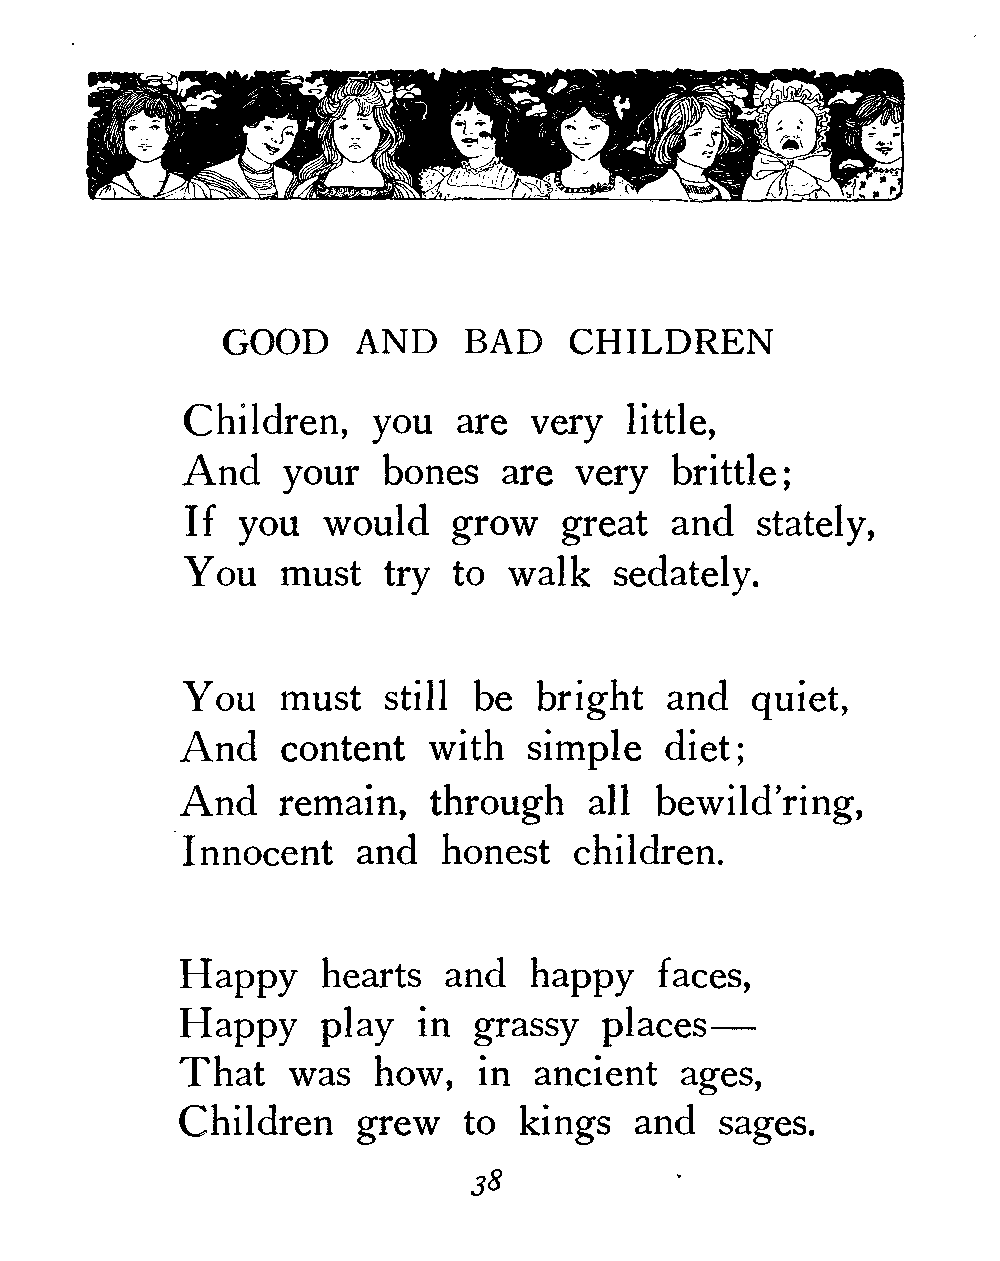 GOOD AND BAD CHILDREN
Children, you are very little,
And your bones are very brittle;
If you would grow great and stately,
You must try to walk sedately.
You must still be bright and quiet,
And content with simple diet;
And remain, through all bewild'ring,
Innocent and honest children.
Happy hearts and happy faces,
Happy play in grassy places—
That was how, in ancient ages,
Children grew to kings and sages.
38